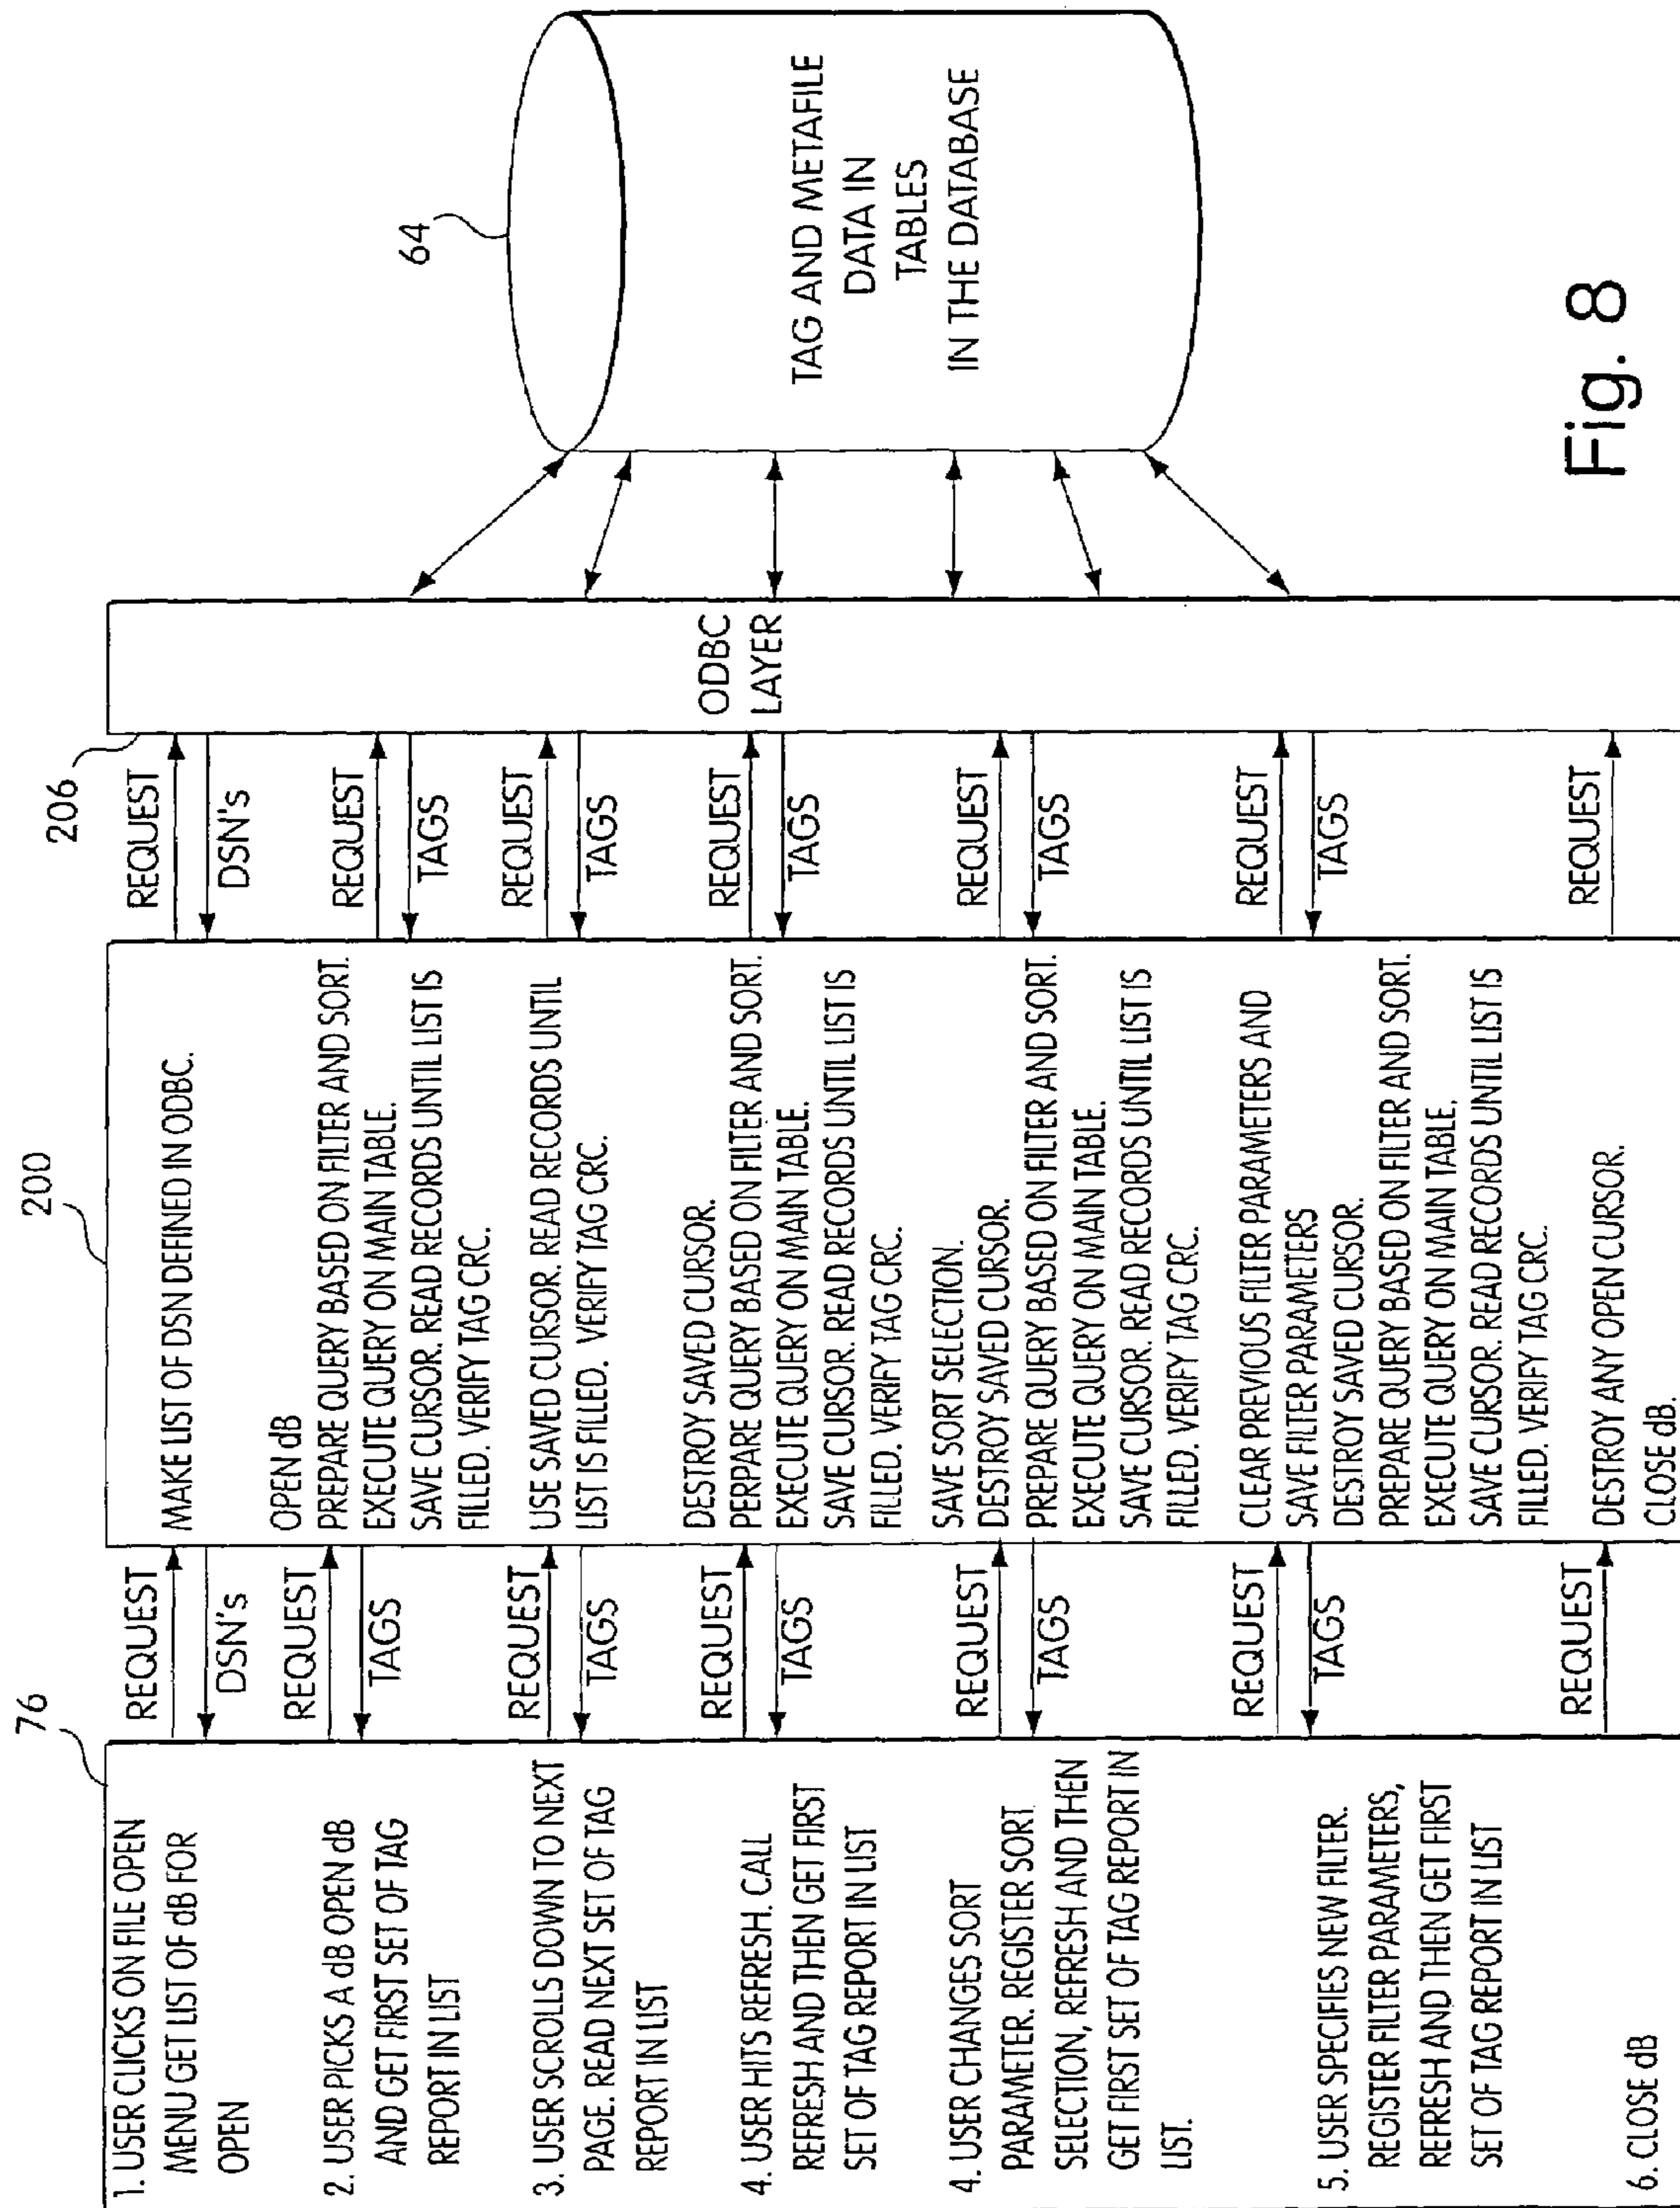 76
1. USER CLICKS ON FILE OPEN
MENU GET LIST OF dB FOR
OPEN
2. USER PICKS A dB OPEN dB
AND GET FIRST SET OF TAG
REPORT IN LIST
3. USER SCROLLS DOWN TO NEXT
PAGE. READ NEXT SET OF TAG
REPORT IN LIST
4. USER HITS REFRESH. CALL
REFRESH AND THEN GET FIRST
SET OF TAG REPORT IN LIST
4. USER CHANGES SORT
PARAMETER. REGISTER SORT
SELECTION, REFRESH AND THEN
GET FIRST SET OF TAG REPORT IN
LIST.
5. USER SPECIFIES NEW FILTER.
REGISTER FILTER PARAMETERS,
REFRESH AND THEN GET FIRST
SET OF TAG REPORT IN LIST
6. CLOSE dB
REQUEST
DSN's
REQUEST
TAGS
REQUEST
TAGS
REQUEST
TAGS
REQUEST
TAGS
REQUEST
TAGS
REQUEST
200
MAKE LIST OF DSN DEFINED IN ODBC.
OPEN dB
PREPARE QUERY BASED ON FILTER AND SORT.
EXECUTE QUERY ON MAIN TABLE.
SAVE CURSOR. READ RECORDS UNTIL LIST IS
FILLED. VERIFY TAG CRC.
USE SAVED CURSOR. READ RECORDS UNTIL
LIST IS FILLED. VERIFY TAG CRC.
DESTROY SAVED CURSOR.
PERPARE QUERY BASED ON FILTER AND SORT.
EXECUTE QUERY ON MAIN TABLE.
SAVE CURSOR. READ RECORDS UNTIL LIST IS
FILLED. VERIFY TAG CRC.
SAVE SORT SELECTION.
DESTROY SAVED CURSOR.
PREPARE QUERY BASED ON FILTER AND SORT.
EXECUTE QUERY ON MAIN TABLE.
SAVE CURSOR. READ RECORDS UNTIL LIST IS
FILLED. VERIFY TAG CRC.
CLEAR PREVIOUS FILTER PARAMETERS AND
SAVE FILTER PARAMETERS
DESTROY SAVED CURSOR.
PREPARE QUERY BASED ON FILTER AND SORT.
EXECUTE QUERY ON MAIN TABLE.
SAVE CURSOR. READ RECORDS UNTIL LIST IS
FILLED. VERIFY TAG CRC.
DESTROY ANY OPEN CURSOR.
CLOSE dB.
REQUEST
DSN's
REQUEST
TAGS
REQUEST
TAGS
REQUEST
TAGS
REQUEST
TAGS
REQUEST
TAGS
REQUEST
206
ODBC
LAYER
64
TAG AND METAFILE
DATA IN
TABLES
IN THE DATABASE
Fig. 8